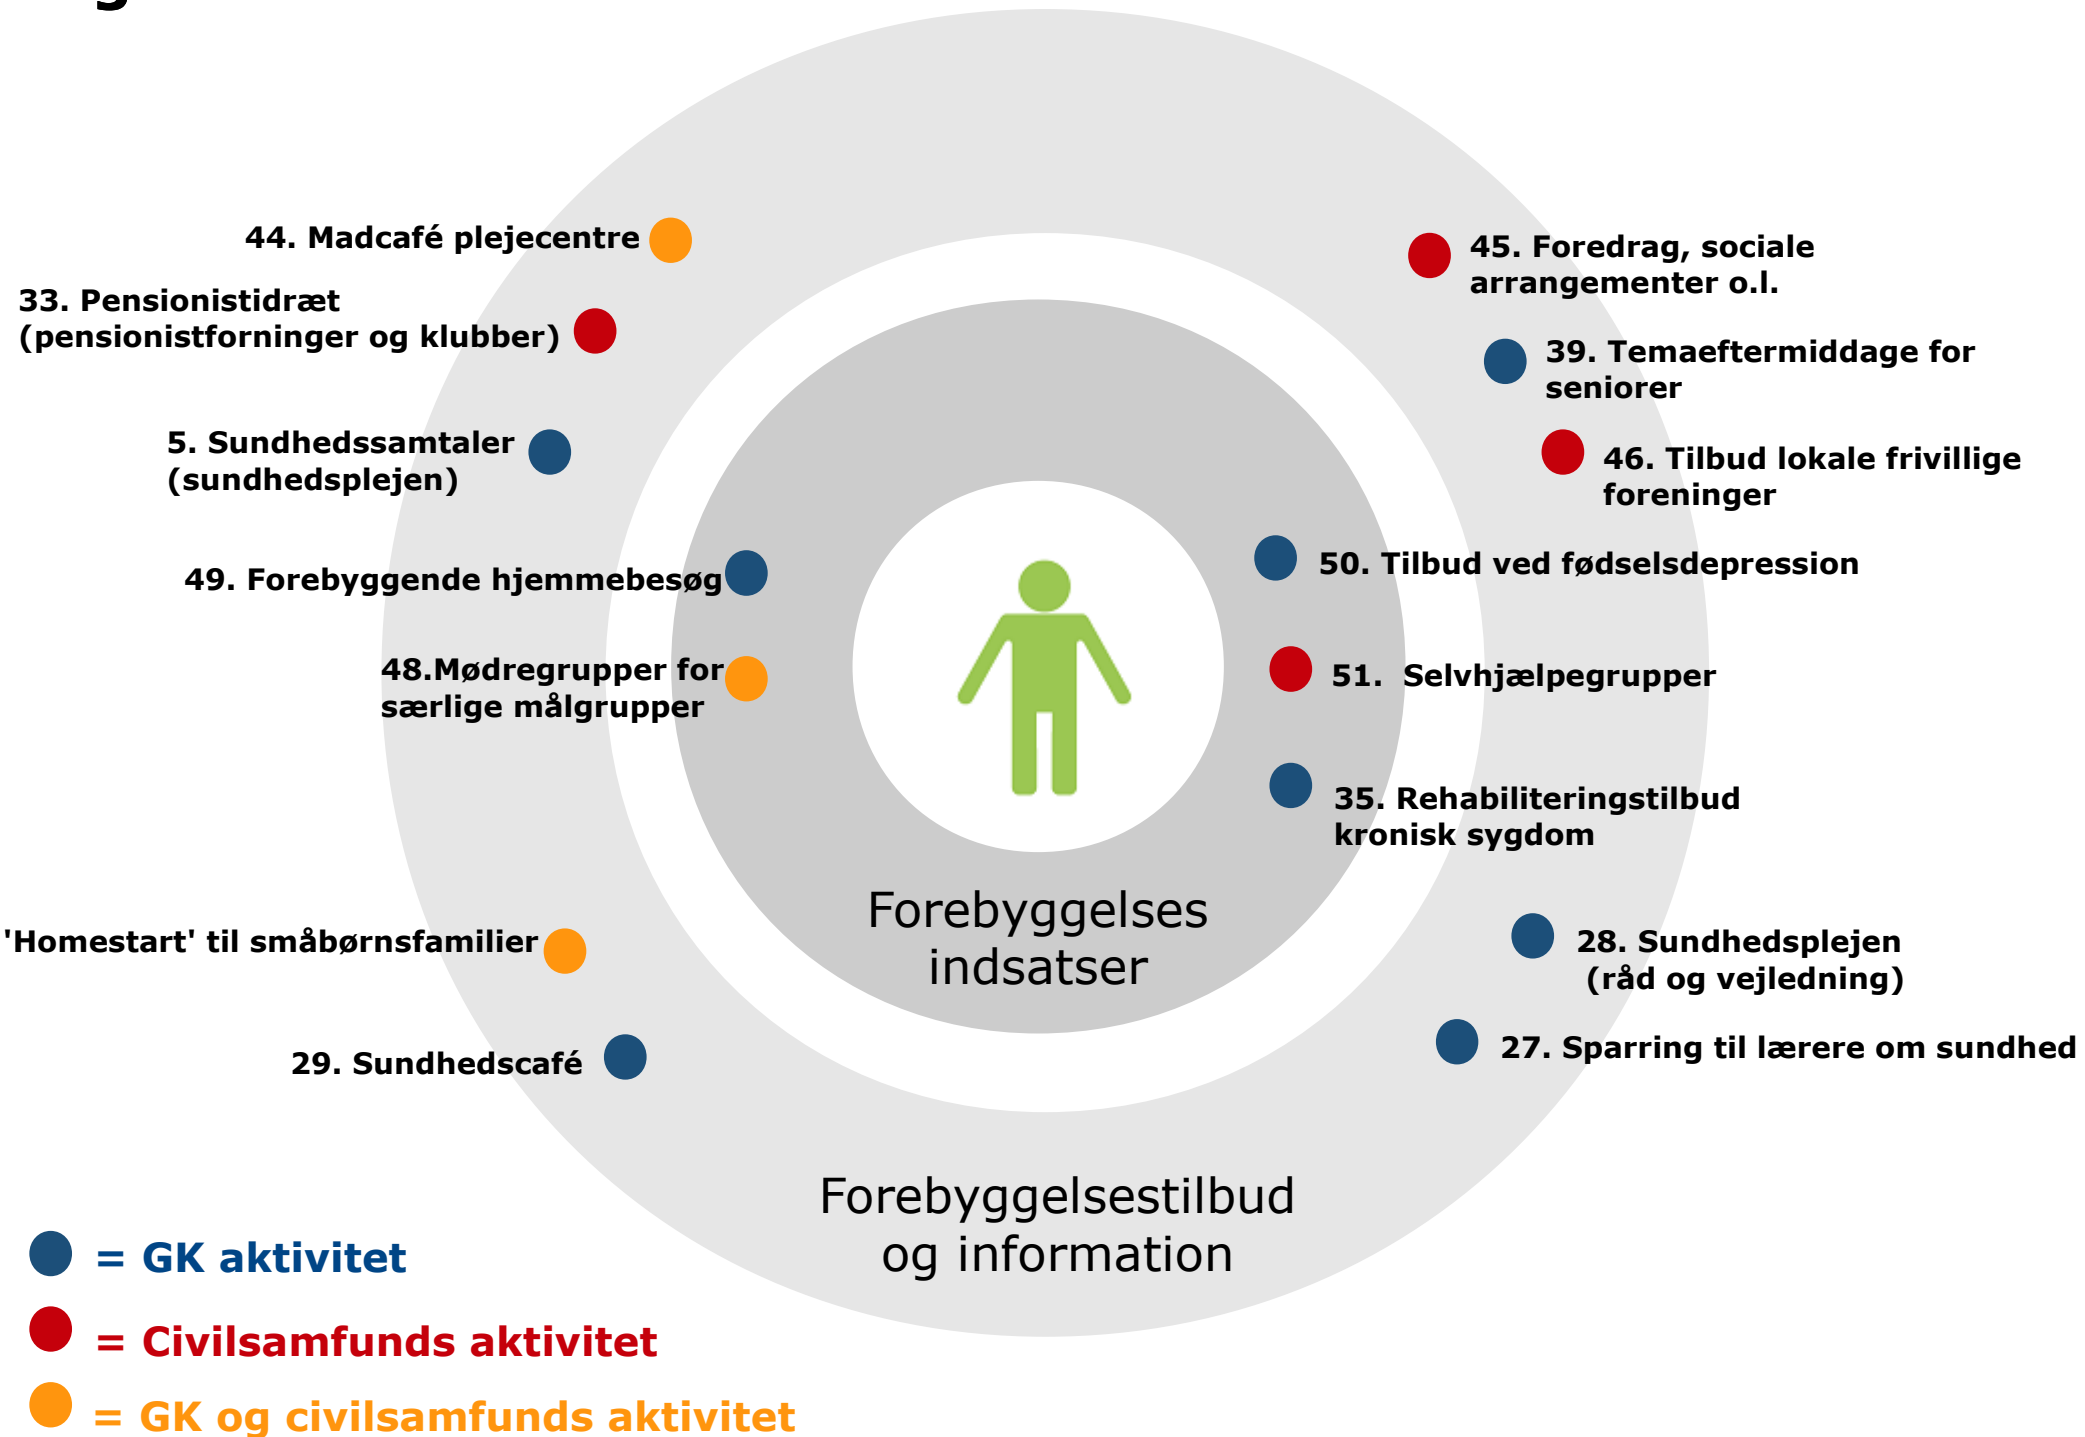 44. Madcafé plejecentre
33. Pensionistidræt
(pensionistforninger og klubber)
5. Sundhedssamtaler
(sundhedsplejen)
49. Forebyggende hjemmebesøg
48.Mødregrupper for
særlige målgrupper
'Homestart' til småbørnsfamilier
29. Sundhedscafé
45. Foredrag, sociale
arrangementer o.l.
39. Temaeftermiddage for
seniorer
46. Tilbud lokale frivillige
foreninger
50. Tilbud ved fødselsdepression
51. Selvhjælpegrupper
35. Rehabiliteringstilbud
kronisk sygdom
28. Sundhedsplejen
(råd og vejledning)
27. Sparring til lærere om sundhed
Forebyggelses
indsatser
Forebyggelsestilbud
og information
= GK aktivitet
= Civilsamfunds aktivitet
= GK og civilsamfunds aktivitet